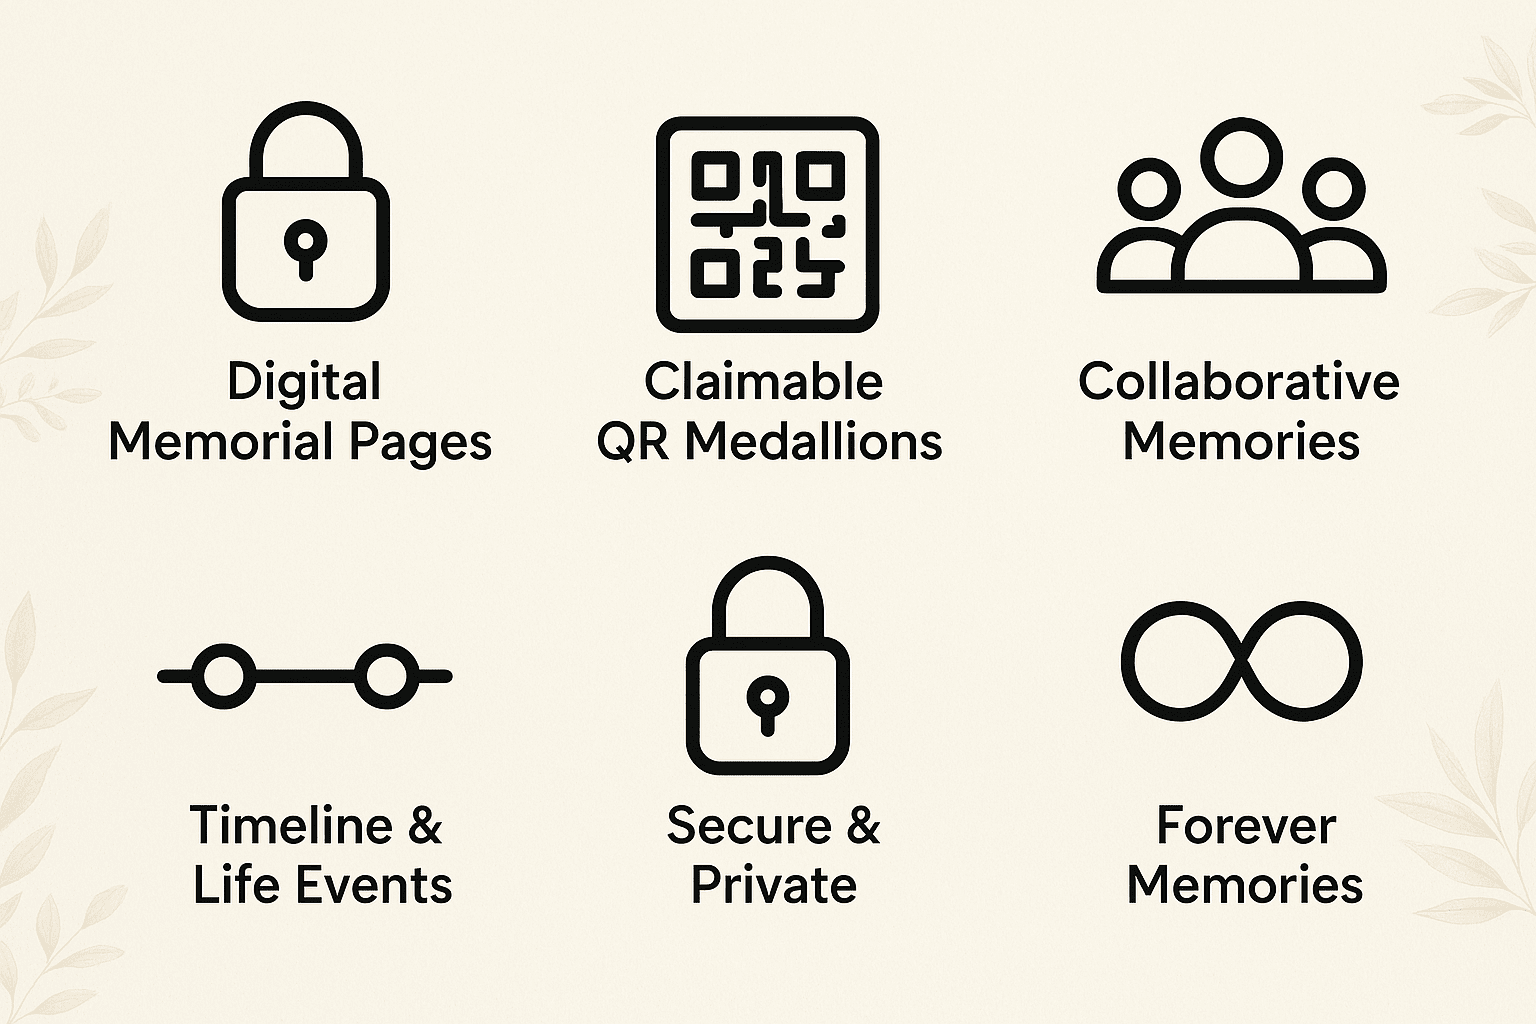 Digital
Memorial Pages
Claimable
QR Medallions
Collaborative
Memories
Timeline &
Life Events
Secure &
Private
Forever
Memories